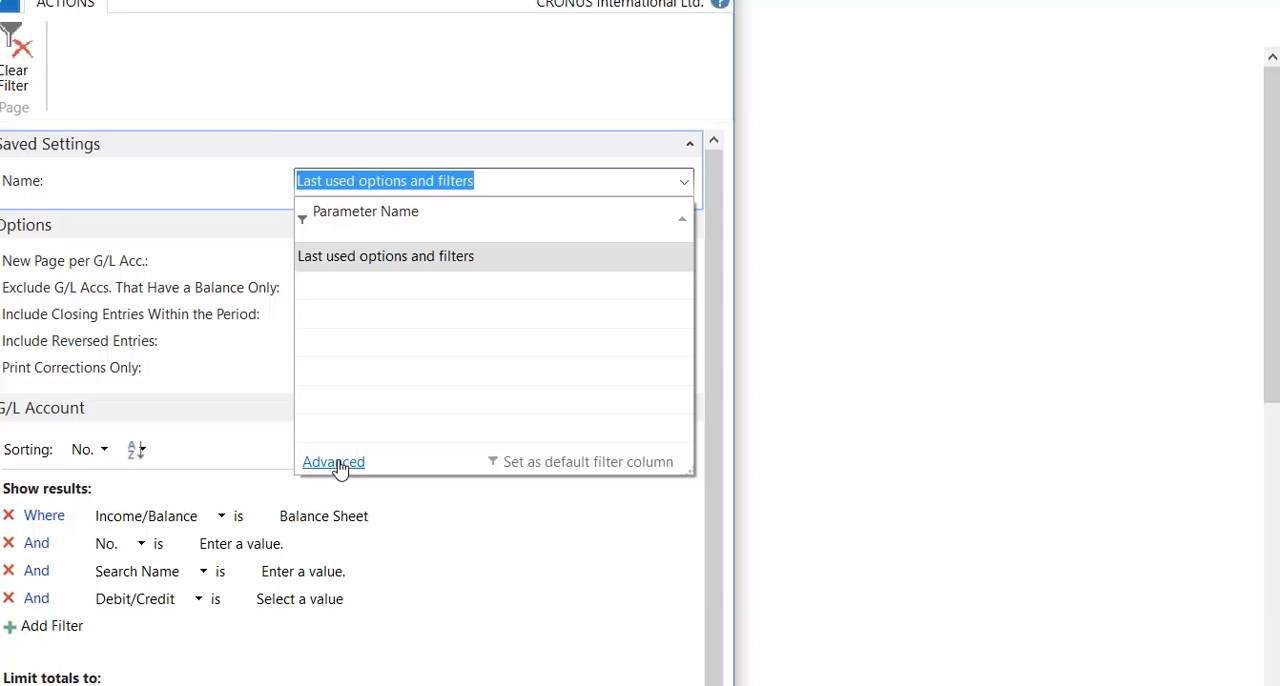 ACTIONS
CRONUS International Ltd. ?
Clear
Filter
Page
Saved Settings
Name: Last used options and filters
Parameter Name
Last used options and filters
Options
New Page per G/L Acc.:
Exclude G/L Accs. That Have a Balance Only:
Include Closing Entries Within the Period:
Include Reversed Entries:
Print Corrections Only:
G/L Account
Sorting: No. A Z
Advanced Set as default filter column
Show results:
Where Income/Balance is Balance Sheet
And No. is Enter a value.
And Search Name is Enter a value.
And Debit/Credit is Select a value
Add Filter
Limit totals to: